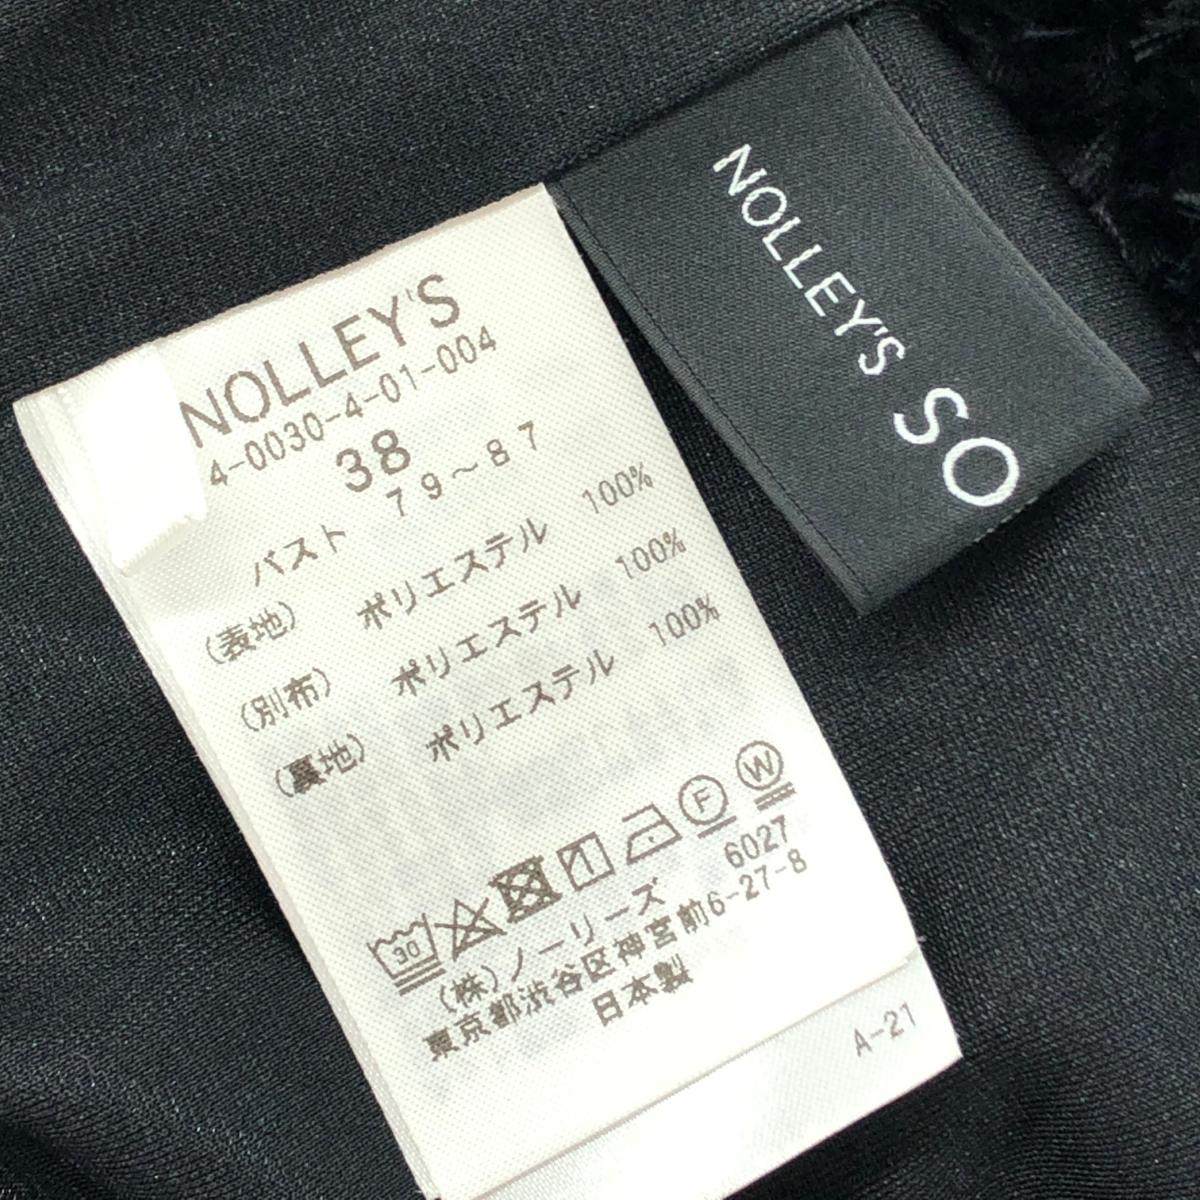 NOLLEY'S
4-0030-4-01-004
38
バスト 79~87
(表地) ポリエステル 100%
(別布) ポリエステル 100%
(裏地) ポリエステル 100%
30 F W
6027
(株)ノーリーズ
東京都渋谷区神宮前6-27-8
日本製
A-21
NOLLEY'S SO